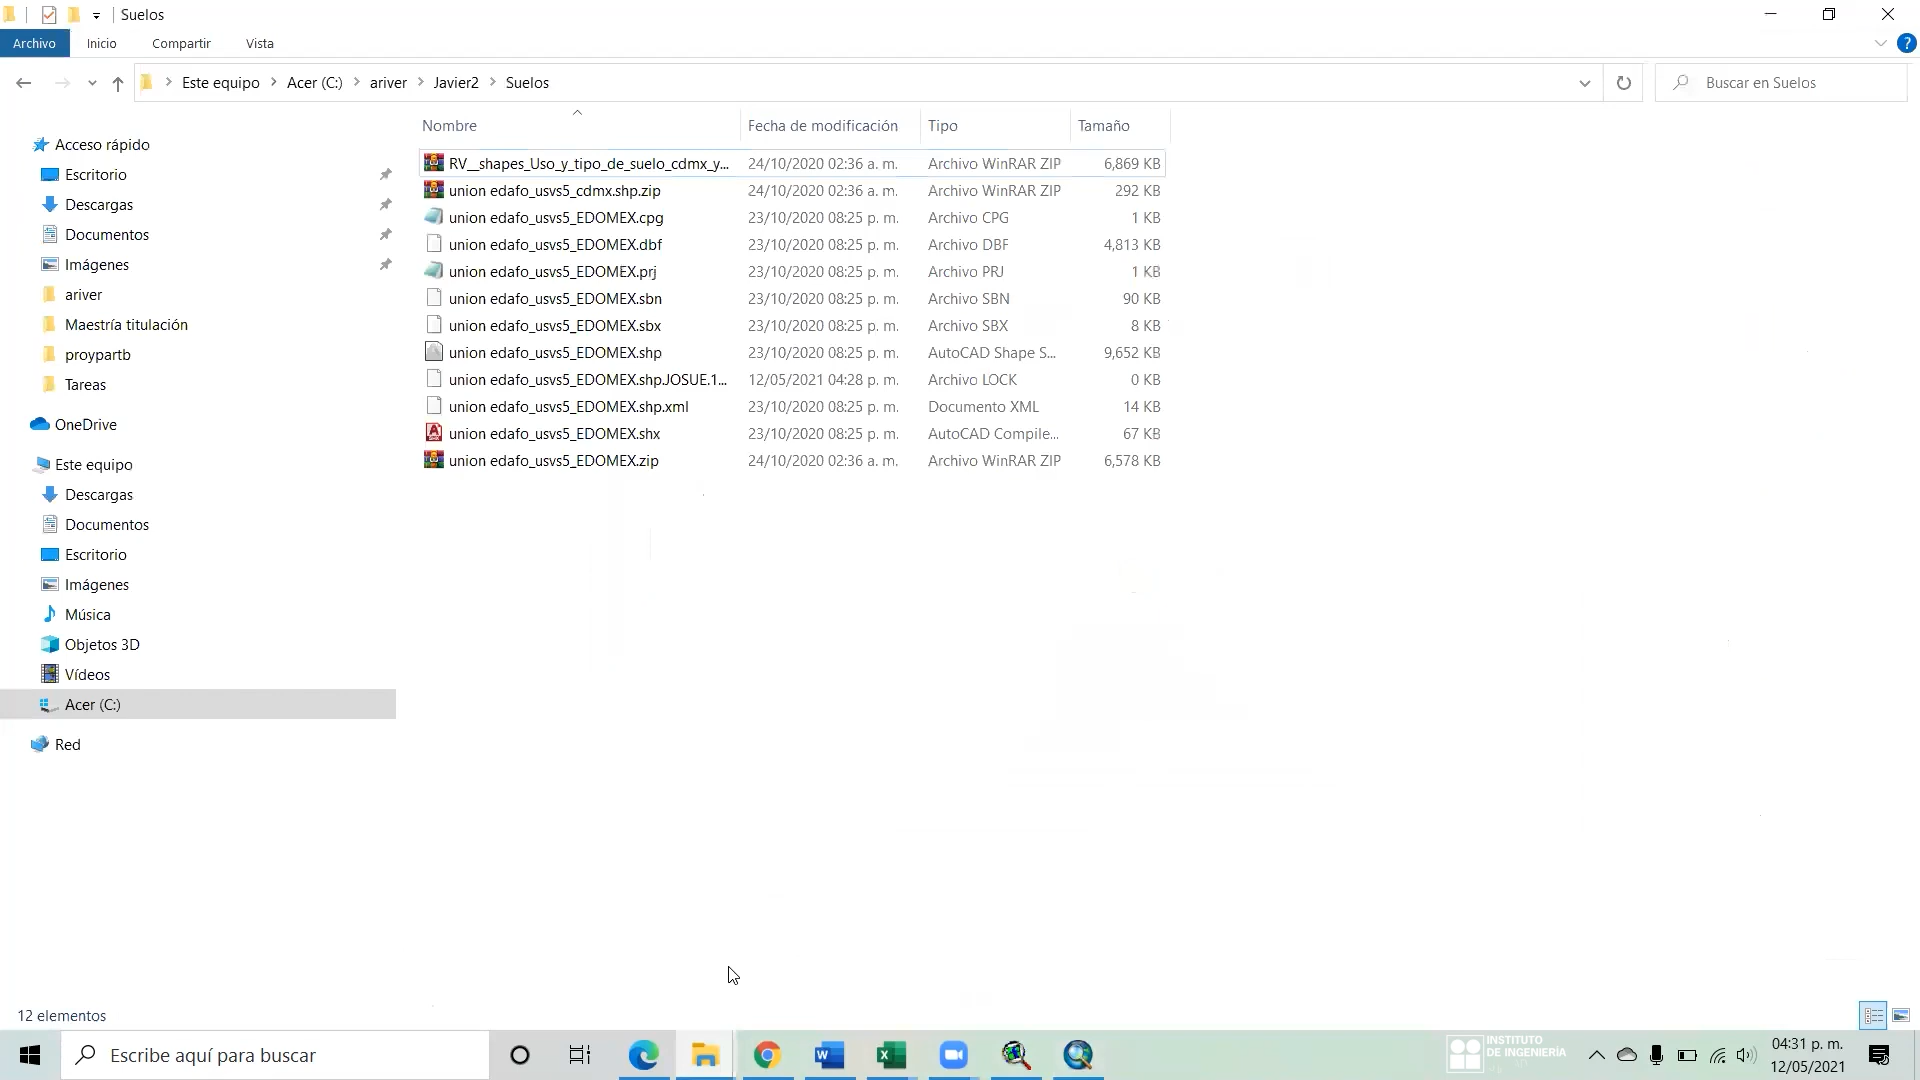 Suelos
Archivo Inicio Compartir Vista
Este equipo Acer (C:) ariver Javier2 Suelos
Buscar en Suelos
Nombre Fecha de modificación Tipo Tamaño
RV__shapes_Uso_y_tipo_de_suelo_cdmx_y... 24/10/2020 02:36 a. m. Archivo WinRAR ZIP 6,869 KB
union edafo_usvs5_cdmx.shp.zip 24/10/2020 02:36 a. m. Archivo WinRAR ZIP 292 KB
union edafo_usvs5_EDOMEX.cpg 23/10/2020 08:25 p. m. Archivo CPG 1 KB
union edafo_usvs5_EDOMEX.dbf 23/10/2020 08:25 p. m. Archivo DBF 4,813 KB
union edafo_usvs5_EDOMEX.prj 23/10/2020 08:25 p. m. Archivo PRJ 1 KB
union edafo_usvs5_EDOMEX.sbn 23/10/2020 08:25 p. m. Archivo SBN 90 KB
union edafo_usvs5_EDOMEX.sbx 23/10/2020 08:25 p. m. Archivo SBX 8 KB
union edafo_usvs5_EDOMEX.shp 23/10/2020 08:25 p. m. AutoCAD Shape S... 9,652 KB
union edafo_usvs5_EDOMEX.shp.JOSUE.1... 12/05/2021 04:28 p. m. Archivo LOCK 0 KB
union edafo_usvs5_EDOMEX.shp.xml 23/10/2020 08:25 p. m. Documento XML 14 KB
union edafo_usvs5_EDOMEX.shx 23/10/2020 08:25 p. m. AutoCAD Compile... 67 KB
union edafo_usvs5_EDOMEX.zip 24/10/2020 02:36 a. m. Archivo WinRAR ZIP 6,578 KB
Acceso rápido
Escritorio
Descargas
Documentos
Imágenes
ariver
Maestría titulación
proypartb
Tareas
OneDrive
Este equipo
Descargas
Documentos
Escritorio
Imágenes
Música
Objetos 3D
Vídeos
Acer (C:)
Red
12 elementos
Escribe aquí para buscar
INSTITUTO
DE INGENIERÍA
04:31 p. m.
12/05/2021